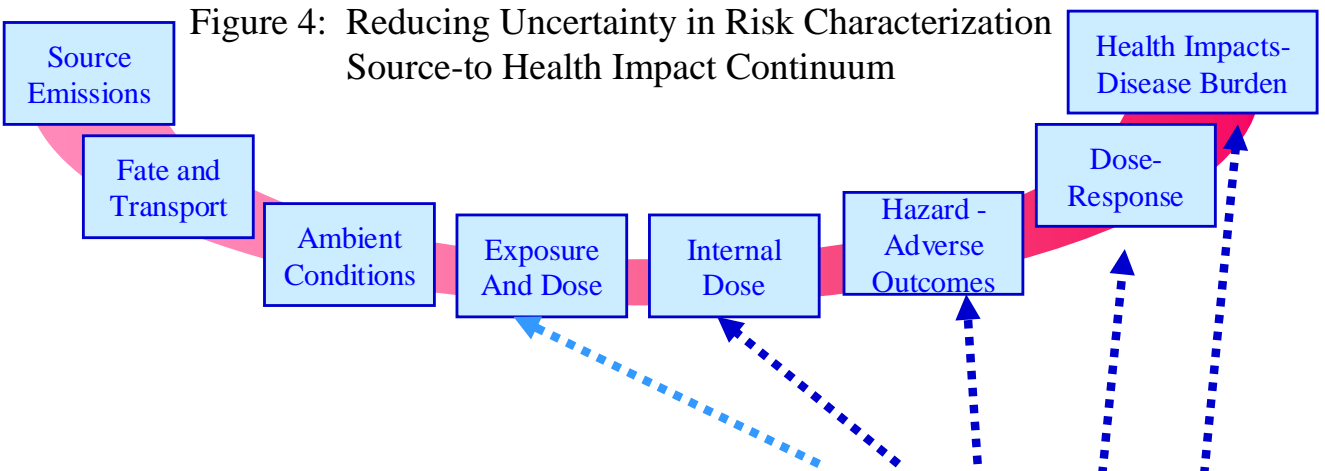 Figure 4: Reducing Uncertainty in Risk Characterization
Source-to Health Impact Continuum
Source
Emissions
Fate and
Transport
Ambient
Conditions
Exposure
And Dose
Internal
Dose
Hazard -
Adverse
Outcomes
Dose-
Response
Health Impacts-
Disease Burden